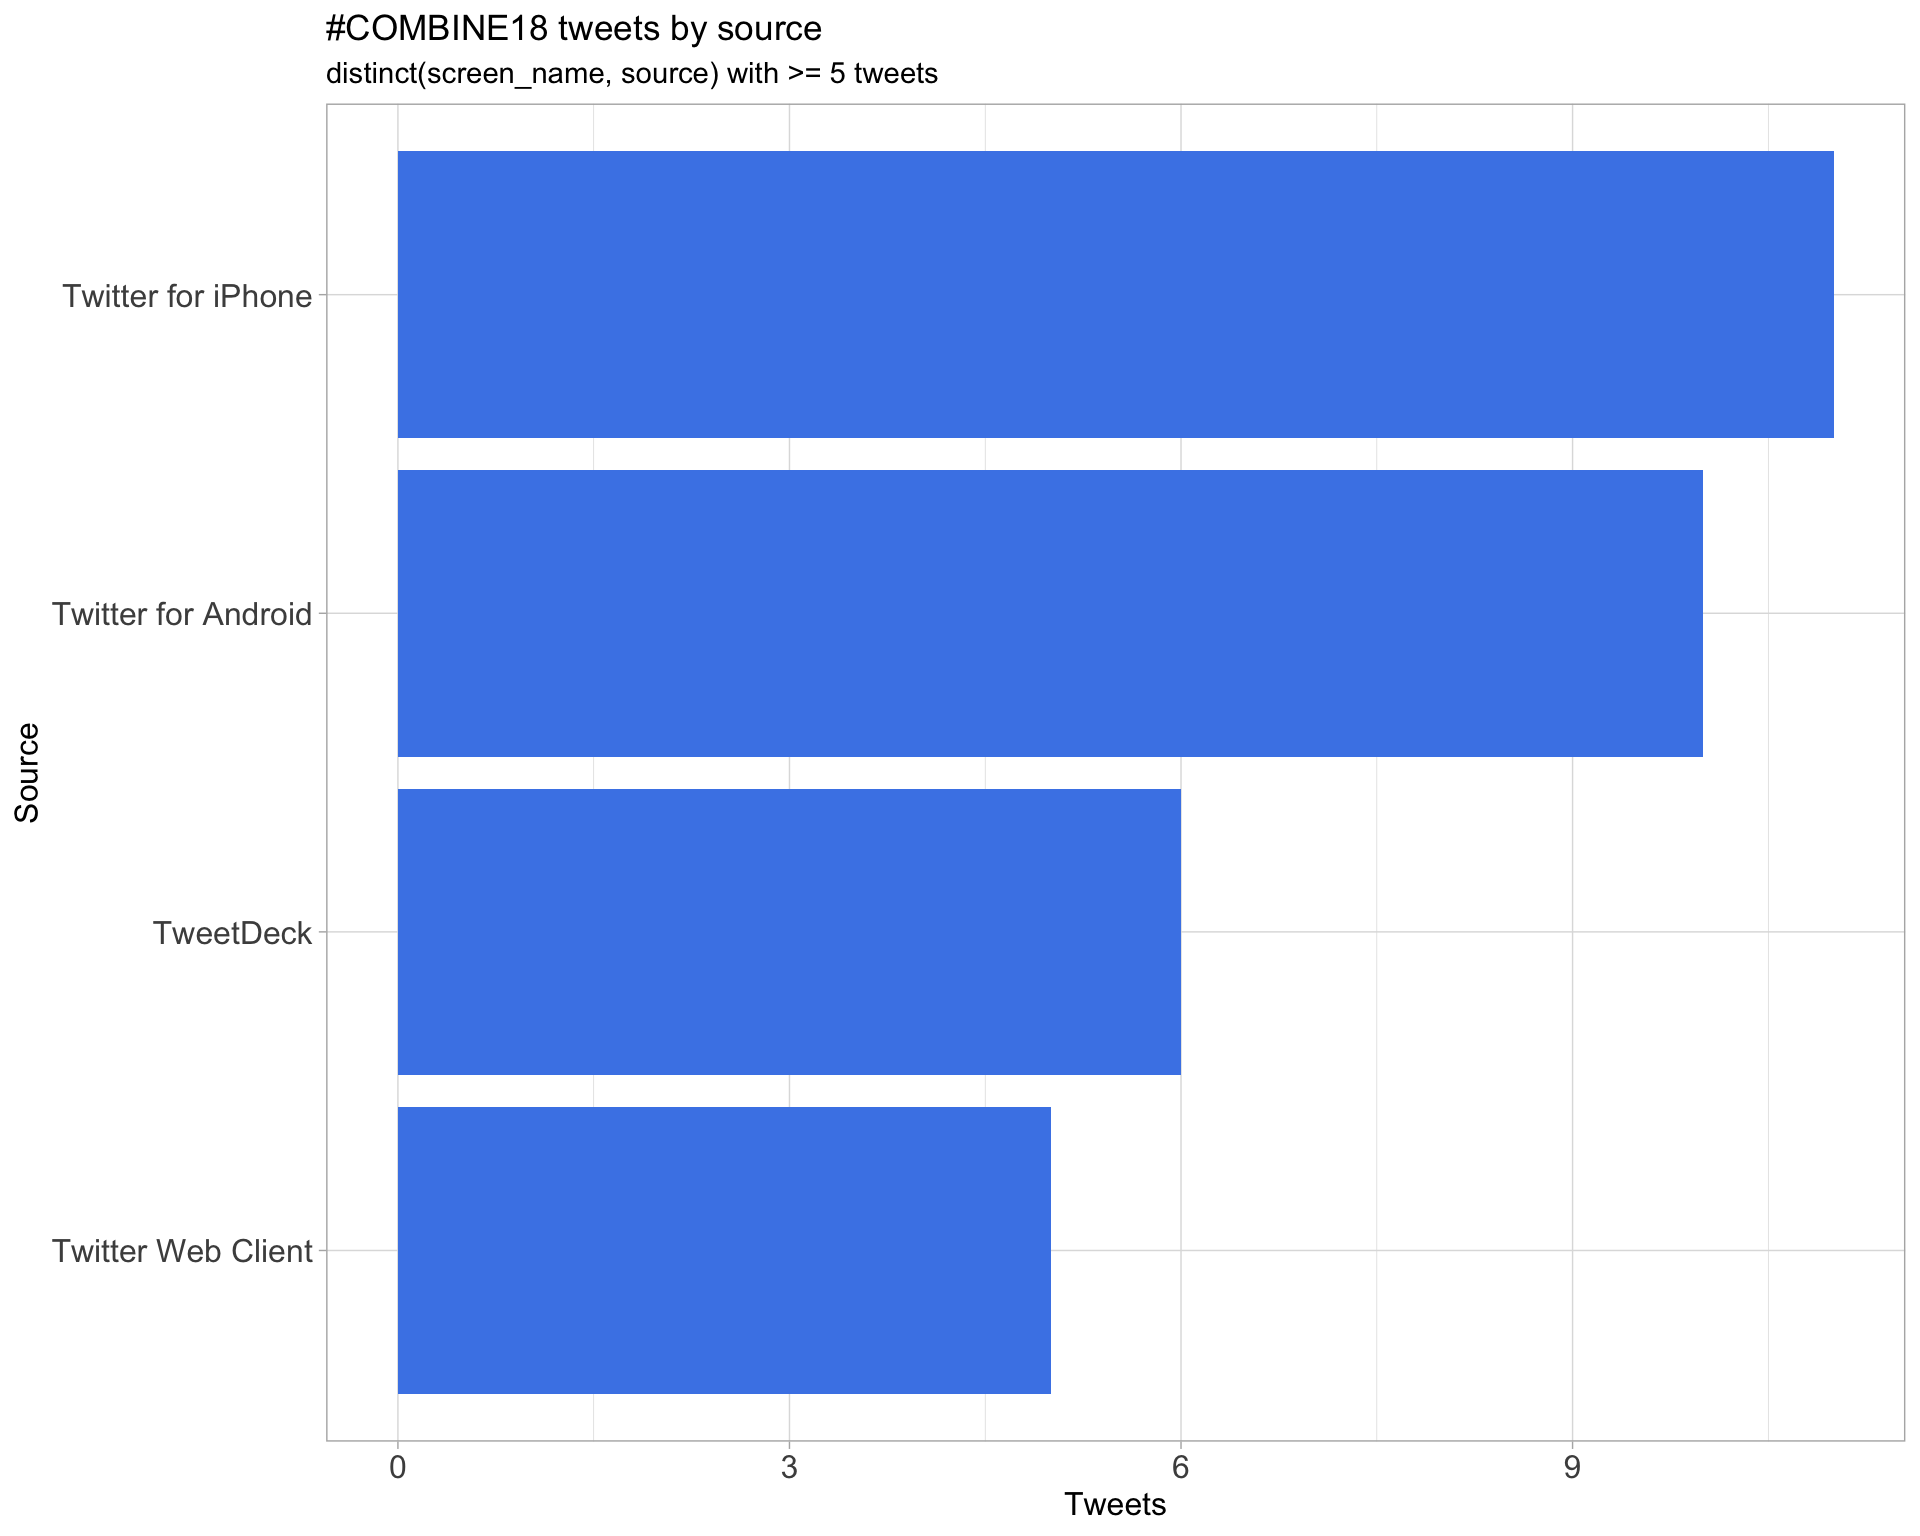 #COMBINE18 tweets by source
distinct(screen_name, source) with >= 5 tweets
Source
Twitter for iPhone
Twitter for Android
TweetDeck
Twitter Web Client
0 3 6 9
Tweets